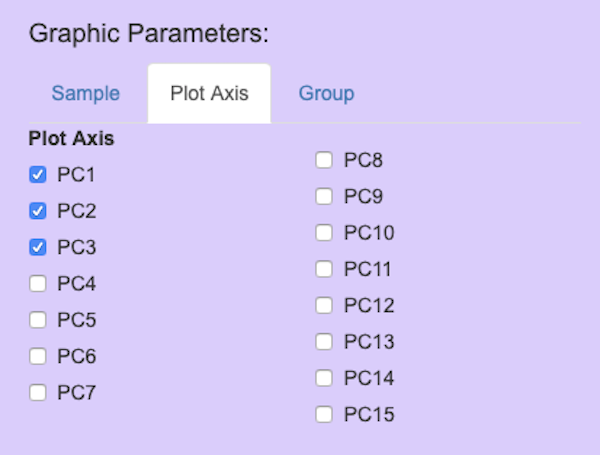 Graphic Parameters:
Sample Plot Axis Group
Plot Axis
PC1
PC2
PC3
PC4
PC5
PC6
PC7
PC8
PC9
PC10
PC11
PC12
PC13
PC14
PC15